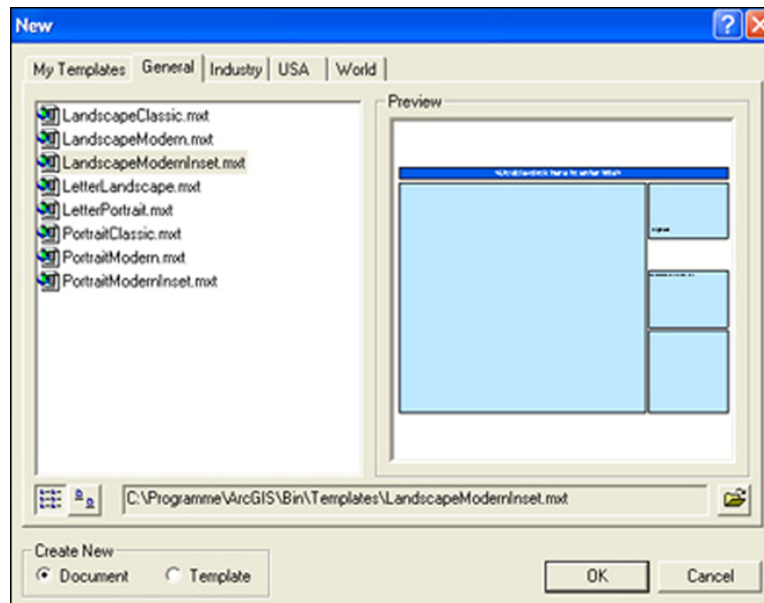 New
My Templates General Industry USA World
LandscapeClassic.mxt
LandscapeModern.mxt
LandscapeModernInset.mxt
LetterLandscape.mxt
LetterPortrait.mxt
PortraitClassic.mxt
PortraitModern.mxt
PortraitModernInset.mxt
Preview
C:\Programme\ArcGIS\Bin\Templates\LandscapeModernInset.mxt
Create New
Document Template
OK Cancel